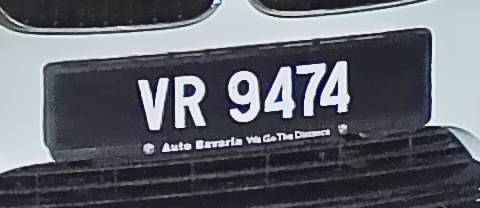 VR 9474
Auto Bavaria We Go The Distance